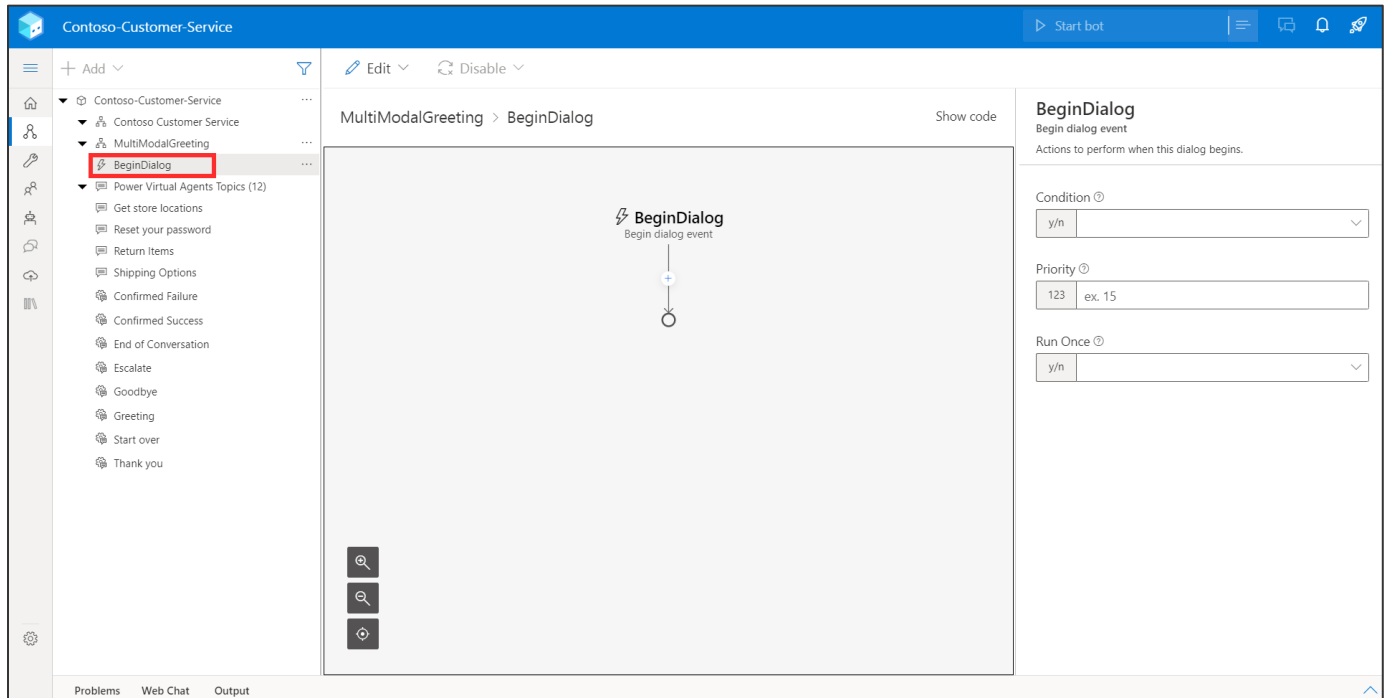 Contoso-Customer-Service
Start bot
Add
Edit
Disable
Contoso-Customer-Service
Contoso Customer Service
MultiModalGreeting
BeginDialog
Power Virtual Agents Topics (12)
Get store locations
Reset your password
Return Items
Shipping Options
Confirmed Failure
Confirmed Success
End of Conversation
Escalate
Goodbye
Greeting
Start over
Thank you
MultiModalGreeting > BeginDialog
Show code
BeginDialog
Begin dialog event
BeginDialog
Begin dialog event
Actions to perform when this dialog begins.
Condition
y/n
Priority
123 ex. 15
Run Once
y/n
Problems Web Chat Output